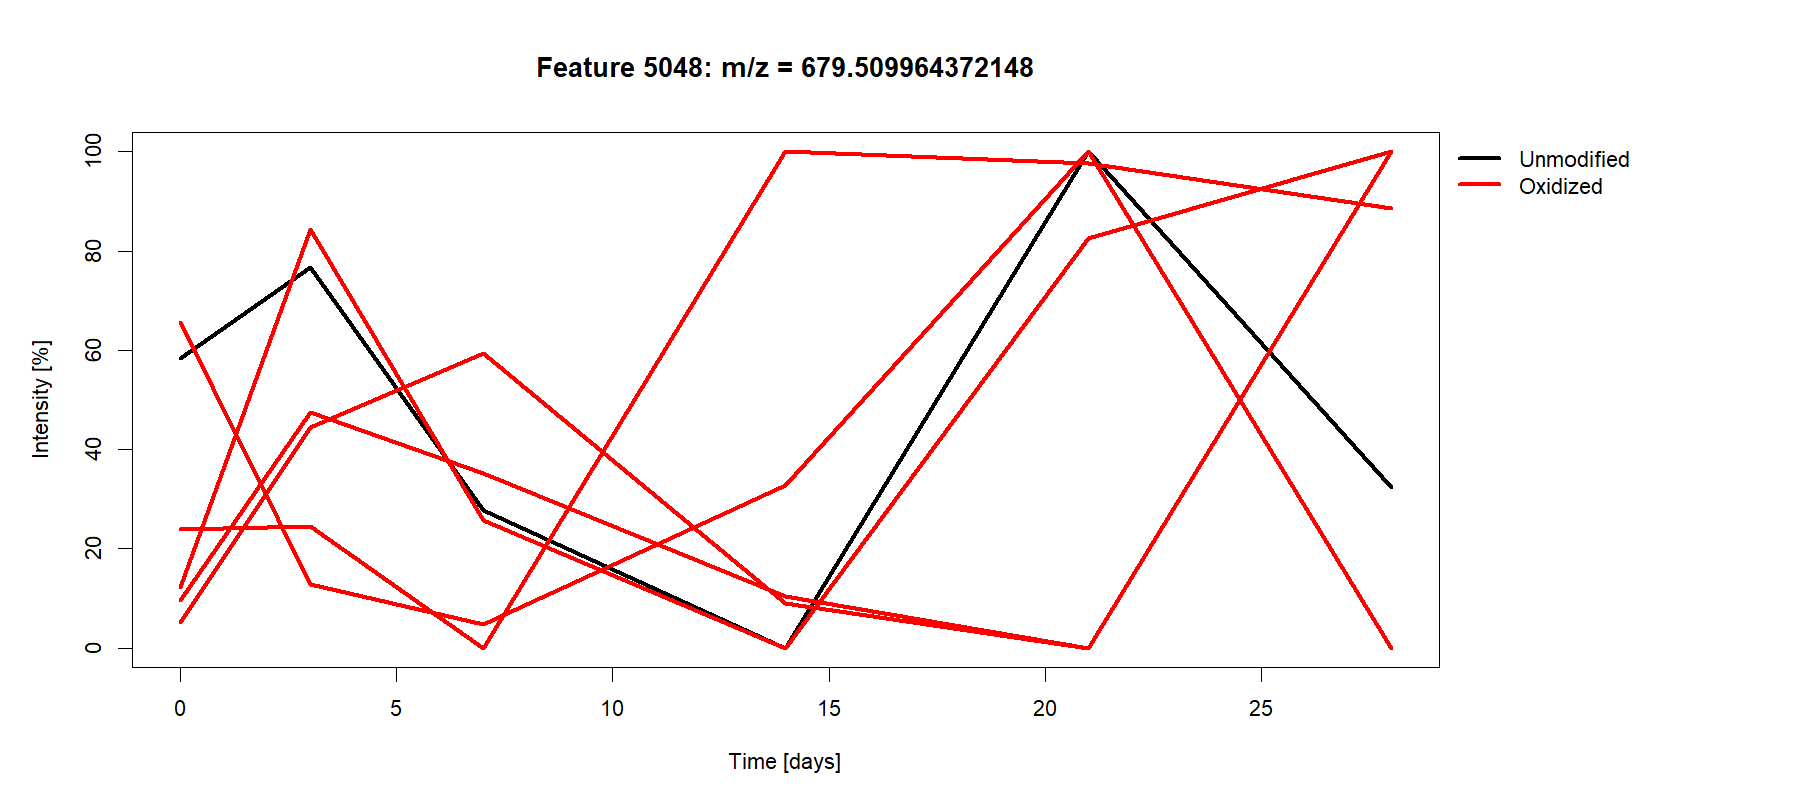 Feature 5048: m/z = 679.509964372148
Unmodified
Oxidized
Intensity [%]
100
80
60
40
20
0
0 5 10 15 20 25
Time [days]